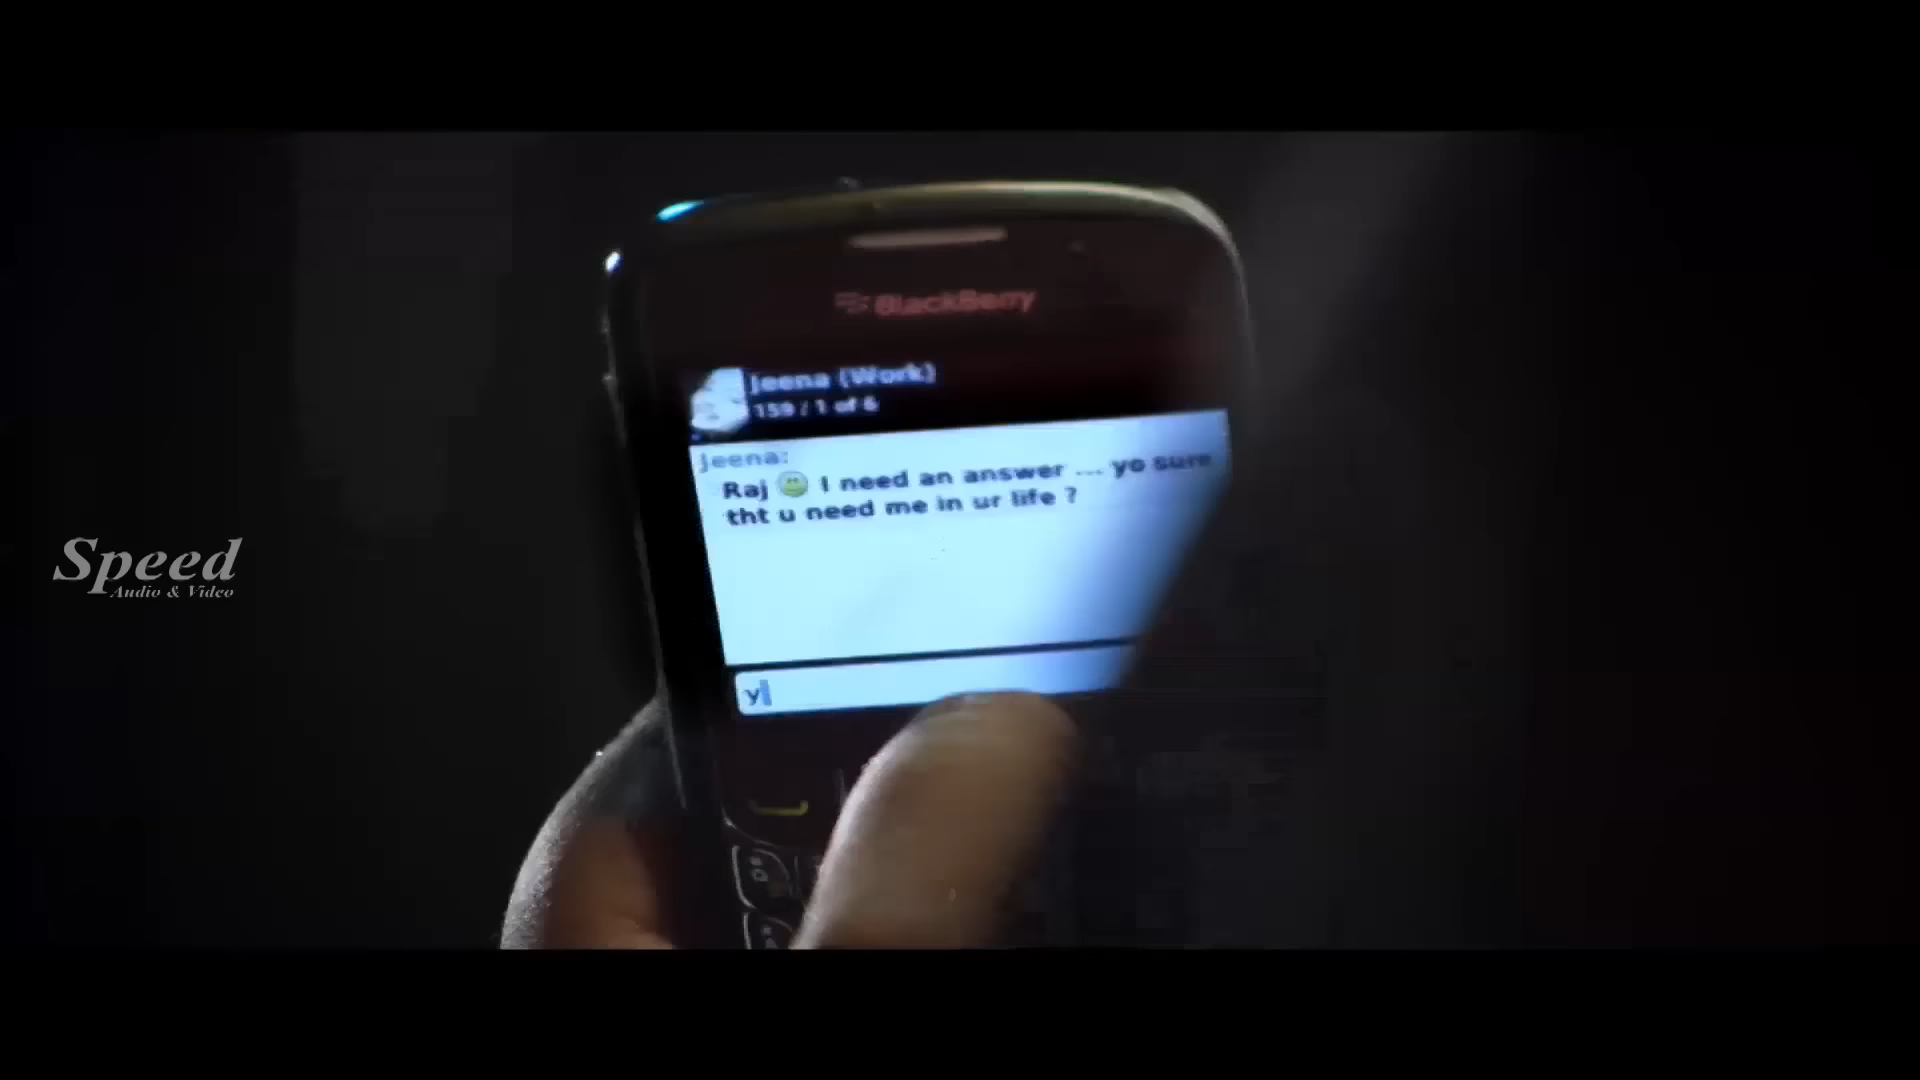 BlackBerry
Jeena (Work)
159 / 1 of 6
Jeena:
Raj I need an answer ... yo sure
tht u need me in ur life ?
y
Speed
Audio & Video